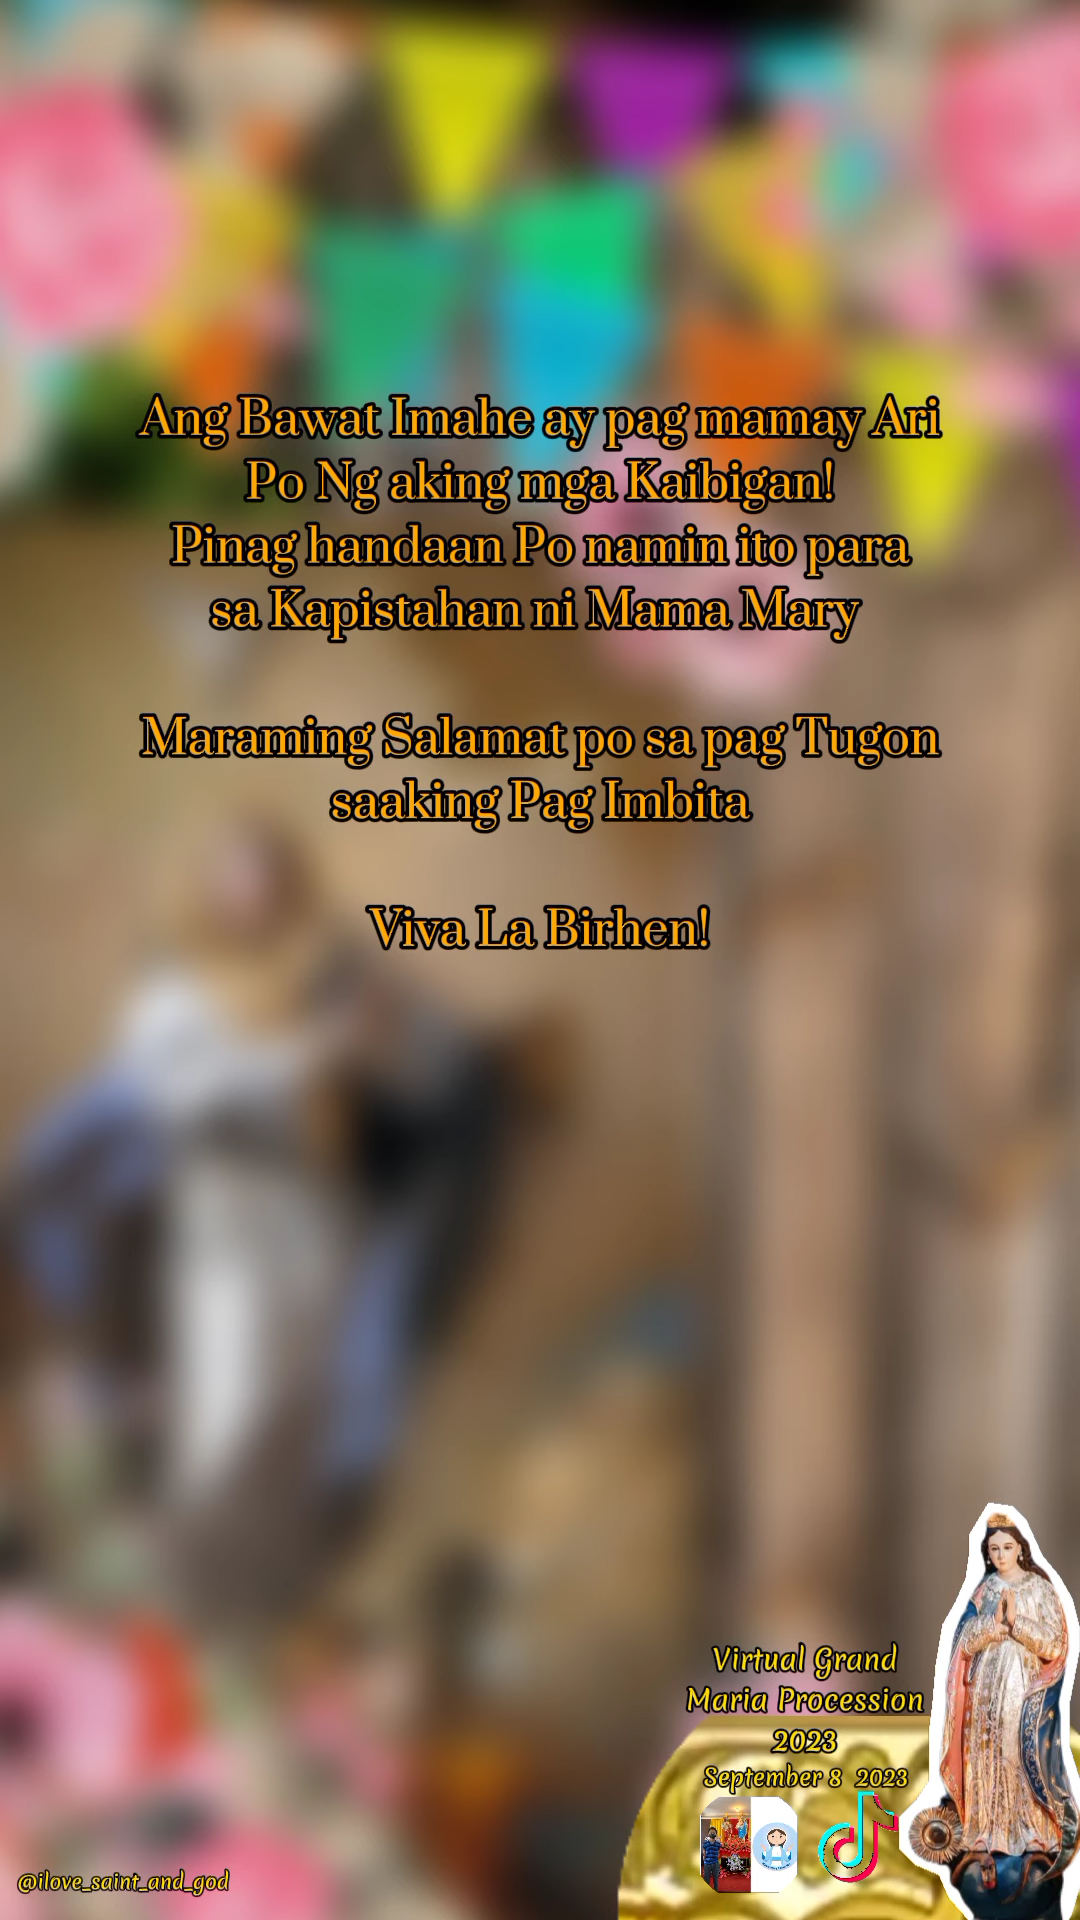 Ang Bawat Imahe ay pag mamay Ari
Po Ng aking mga Kaibigan!
Pinag handaan Po namin ito para
sa Kapistahan ni Mama Mary
Maraming Salamat po sa pag Tugon
saaking Pag Imbita
Viva La Birhen!
Virtual Grand
Maria Procession
2023
September 8 2023
@ilove_saint_and_god